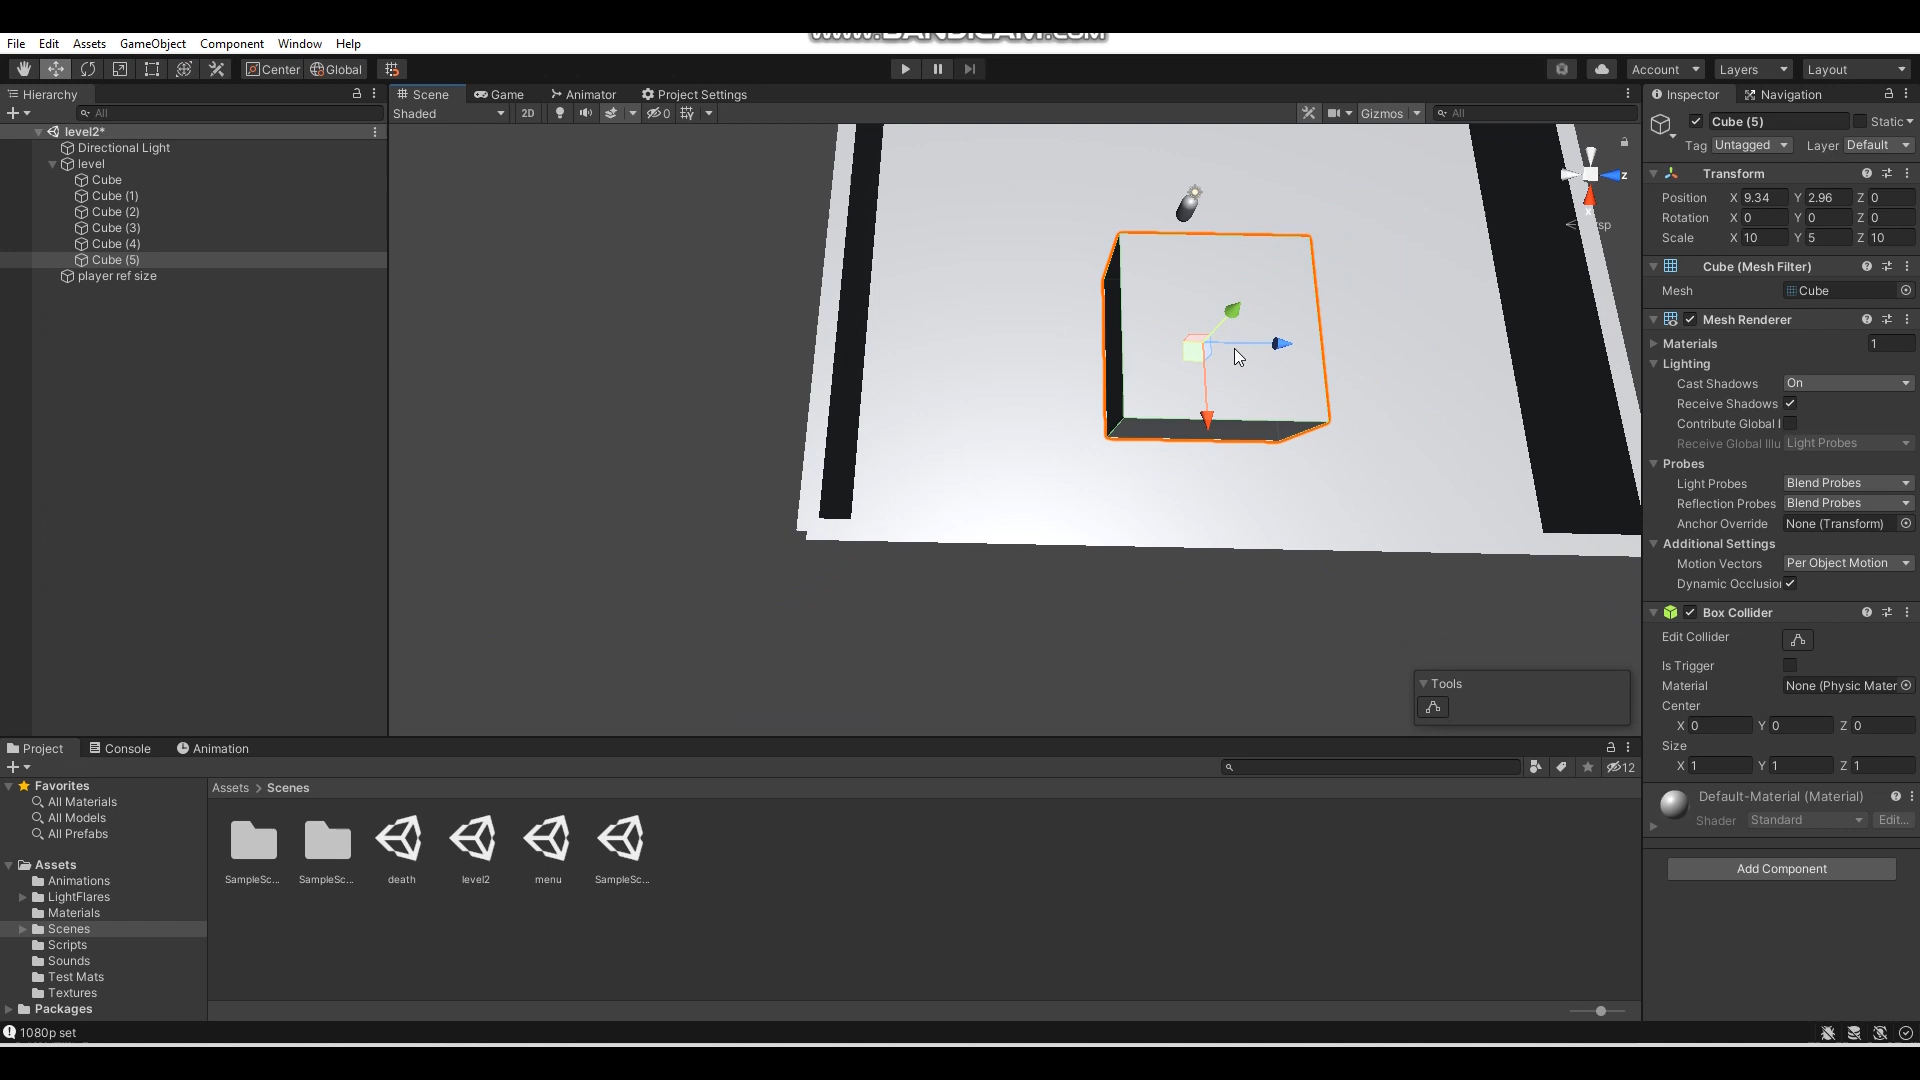 www.BANDICAM.com
File Edit Assets GameObject Component Window Help
Center Global Account Layers Layout
Hierarchy
All
level2*
Directional Light
level
Cube
Cube (1)
Cube (2)
Cube (3)
Cube (4)
Cube (5)
player ref size
Scene Game Animator Project Settings
Shaded 2D 0 Gizmos All
z
x
sp
Inspector Navigation
Cube (5) Static
Tag Untagged Layer Default
Transform
Position X 9.34 Y 2.96 Z 0
Rotation X 0 Y 0 Z 0
Scale X 10 Y 5 Z 10
Cube (Mesh Filter)
Mesh Cube
Mesh Renderer
Materials 1
Lighting
Cast Shadows On
Receive Shadows
Contribute Global I
Receive Global Illu Light Probes
Probes
Light Probes Blend Probes
Reflection Probes Blend Probes
Anchor Override None (Transform)
Additional Settings
Motion Vectors Per Object Motion
Dynamic Occlusion
Box Collider
Edit Collider
Is Trigger
Material None (Physic Mater
Center
X 0 Y 0 Z 0
Size
X 1 Y 1 Z 1
Default-Material (Material)
Shader Standard Edit...
Add Component
Tools
Project Console Animation
12
Favorites
All Materials
All Models
All Prefabs
Assets
Animations
LightFlares
Materials
Scenes
Scripts
Sounds
Test Mats
Textures
Packages
Assets > Scenes
SampleSc... SampleSc... death level2 menu SampleSc...
1080p set